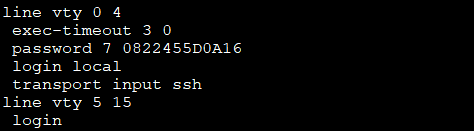 line vty 0 4
exec-timeout 3 0
password 7 0822455D0A16
login local
transport input ssh
line vty 5 15
login